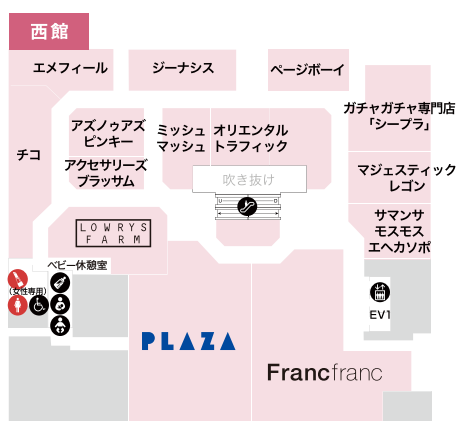 西館
エメフィール
ジーナシス
ページボーイ
チコ
アズノゥアズ
ピンキー
アクセサリーズ
ブラッサム
ミッシュ
マッシュ
オリエンタル
トラフィック
ガチャガチャ専門店
「シープラ」
吹き抜け
U D
マジェスティック
レゴン
サマンサ
モスモス
エヘカソポ
LOWRYS
FARM
ベビー休憩室
(女性専用)
EV1
PLAZA
Francfranc